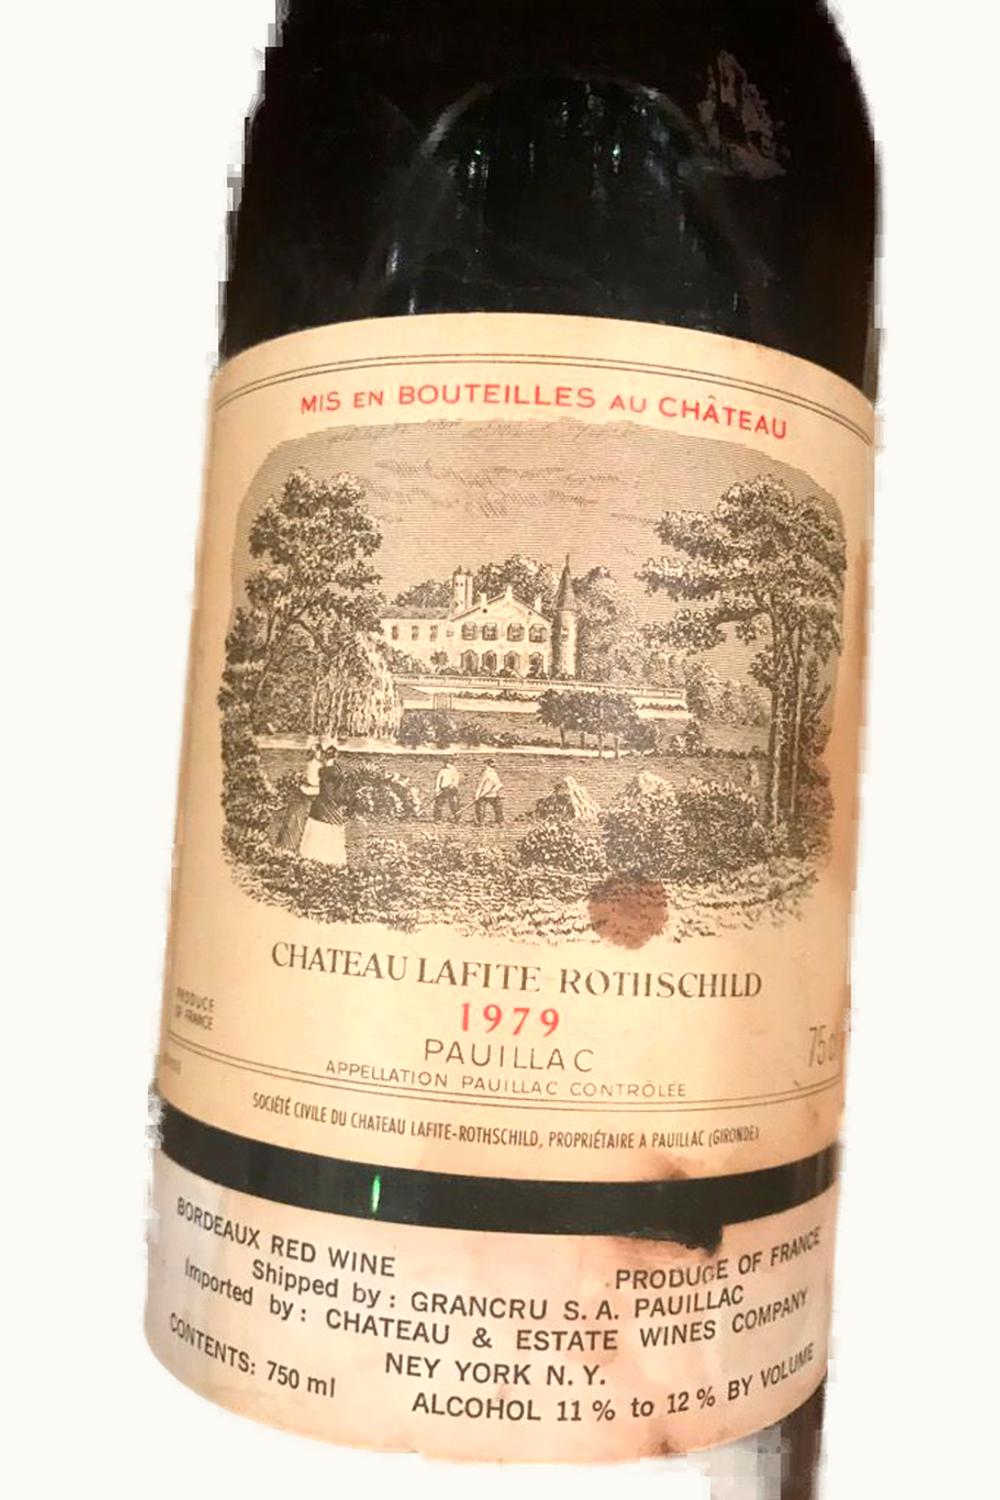 MIS EN BOUTEILLES AU CHÂTEAU
CHATEAU LAFITE ROTHSCHILD
1979
PRODUCE
OF FRANCE
PAUILLAC
75cl
APPELLATION PAUILLAC CONTRÔLÉE
SOCIÉTÉ CIVILE DU CHATEAU LAFITE-ROTHSCHILD, PROPRIÉTAIRE A PAUILLAC (GIRONDE)
BORDEAUX RED WINE
PRODUCE OF FRANCE
Shipped by: GRANCRU S. A. PAUILLAC
Imported by: CHATEAU & ESTATE WINES COMPANY
NEY YORK N. Y.
CONTENTS: 750 ml
ALCOHOL 11 % to 12 % BY VOLUME